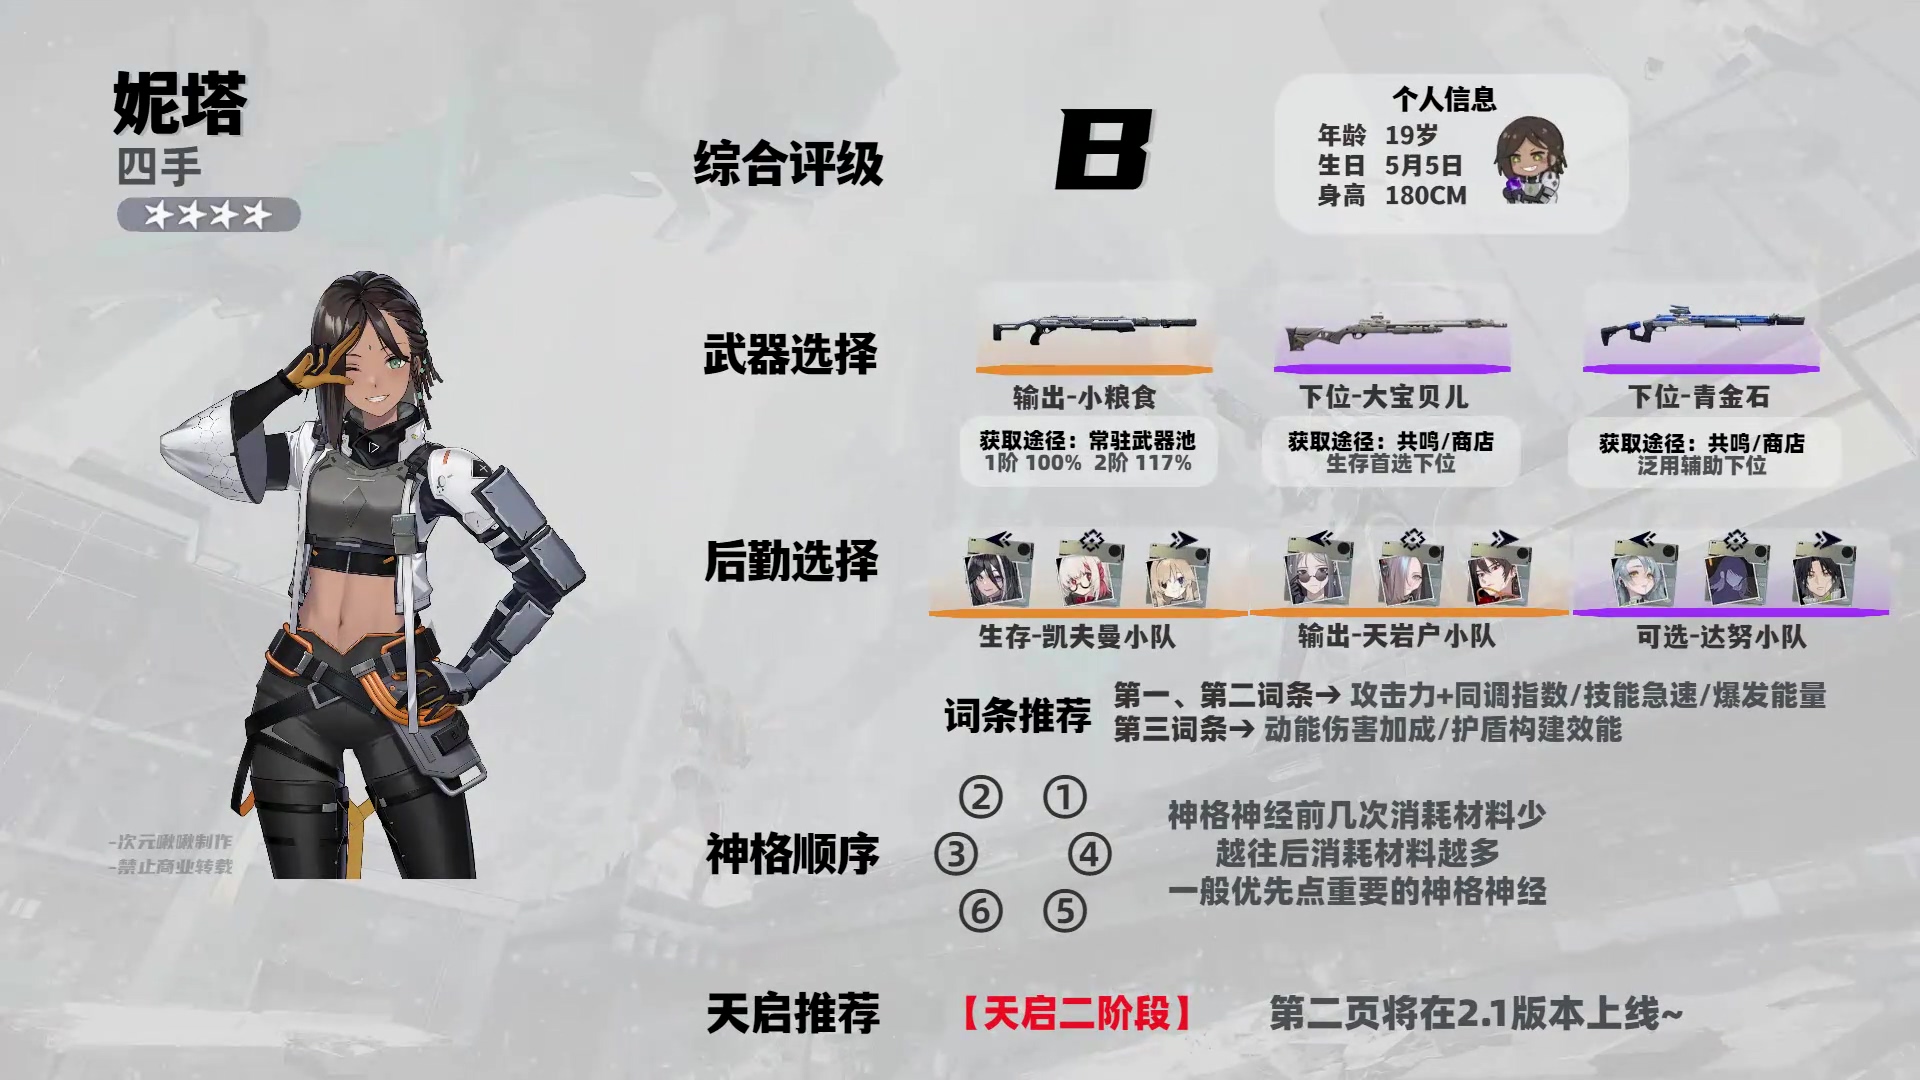 妮塔
四手
综合评级
B
个人信息
年龄 19岁
生日 5月5日
身高 180CM
武器选择
输出-小粮食
获取途径：常驻武器池
1阶 100% 2阶 117%
下位-大宝贝儿
获取途径：共鸣/商店
生存首选下位
下位-青金石
获取途径：共鸣/商店
泛用辅助下位
后勤选择
生存-凯夫曼小队
输出-天岩户小队
可选-达努小队
词条推荐
第一、第二词条→ 攻击力+同调指数/技能急速/爆发能量
第三词条→ 动能伤害加成/护盾构建效能
神格顺序
② ①
③ ④
⑥ ⑤
神格神经前几次消耗材料少
越往后消耗材料越多
一般优先点重要的神格神经
天启推荐
【天启二阶段】
第二页将在2.1版本上线~
-次元啾啾制作
-禁止商业转载